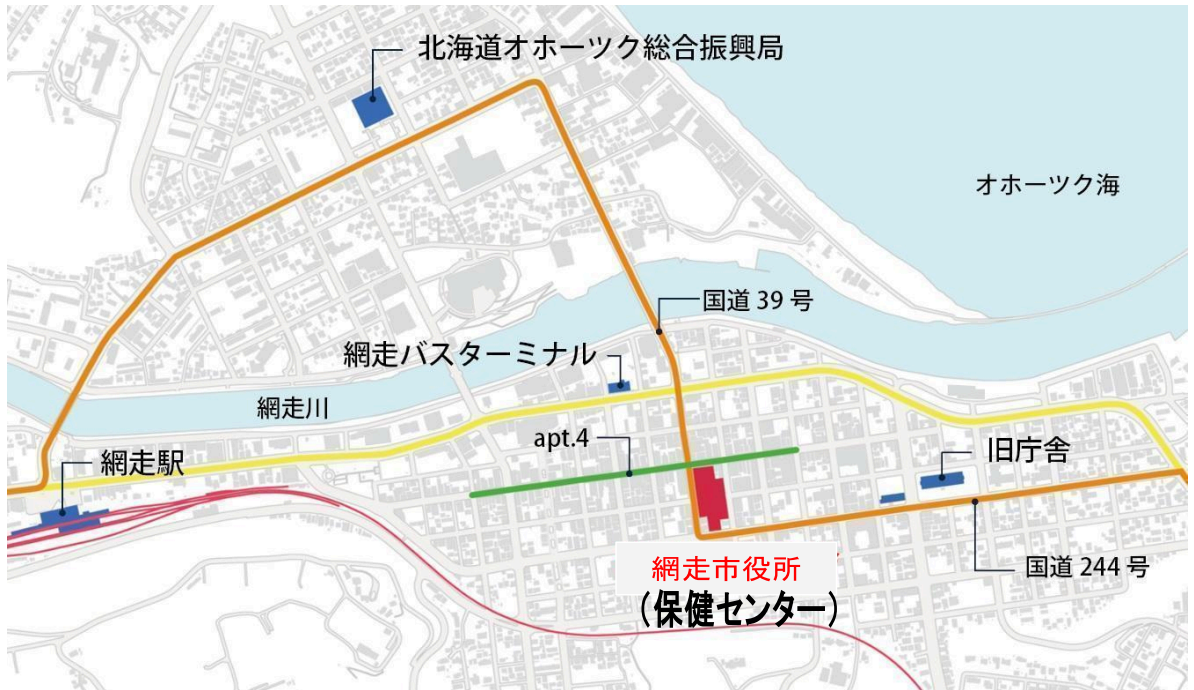 北海道オホーツク総合振興局
オホーツク海
国道 39 号
網走バスターミナル
網走川
apt.4
網走駅
旧庁舎
国道 244 号
網走市役所
（保健センター）